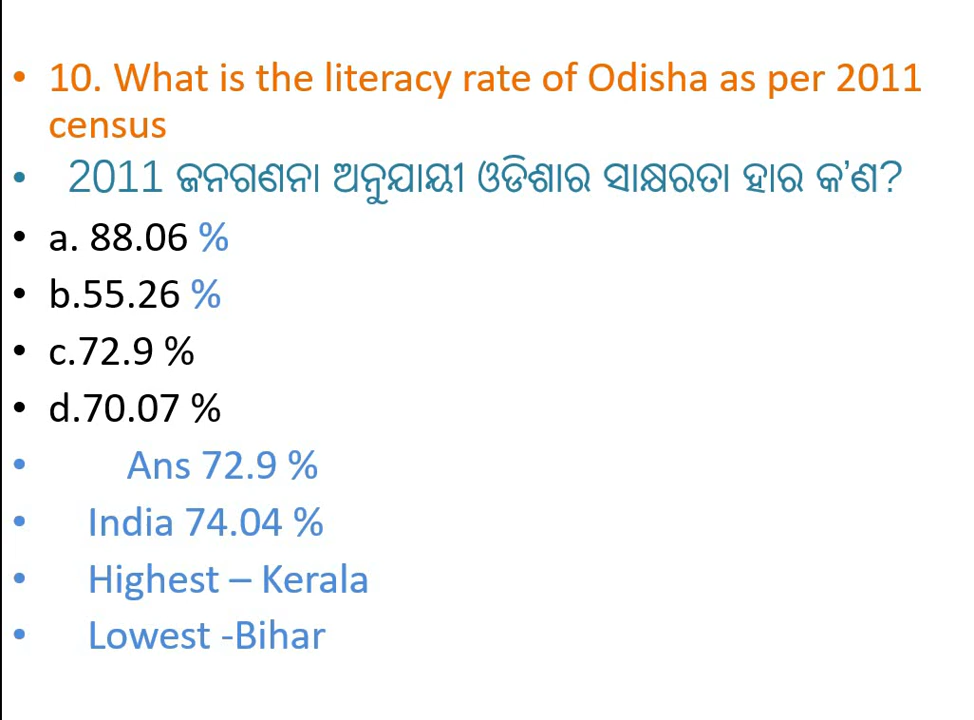 • 10. What is the literacy rate of Odisha as per 2011
census
• 2011 ଜନଗଣନା ଅନୁଯାୟୀ ଓଡିଶାର ସାକ୍ଷରତା ହାର କ’ଣ?
• a. 88.06 %
• b.55.26 %
• c.72.9 %
• d.70.07 %
• Ans 72.9 %
• India 74.04 %
• Highest – Kerala
• Lowest -Bihar